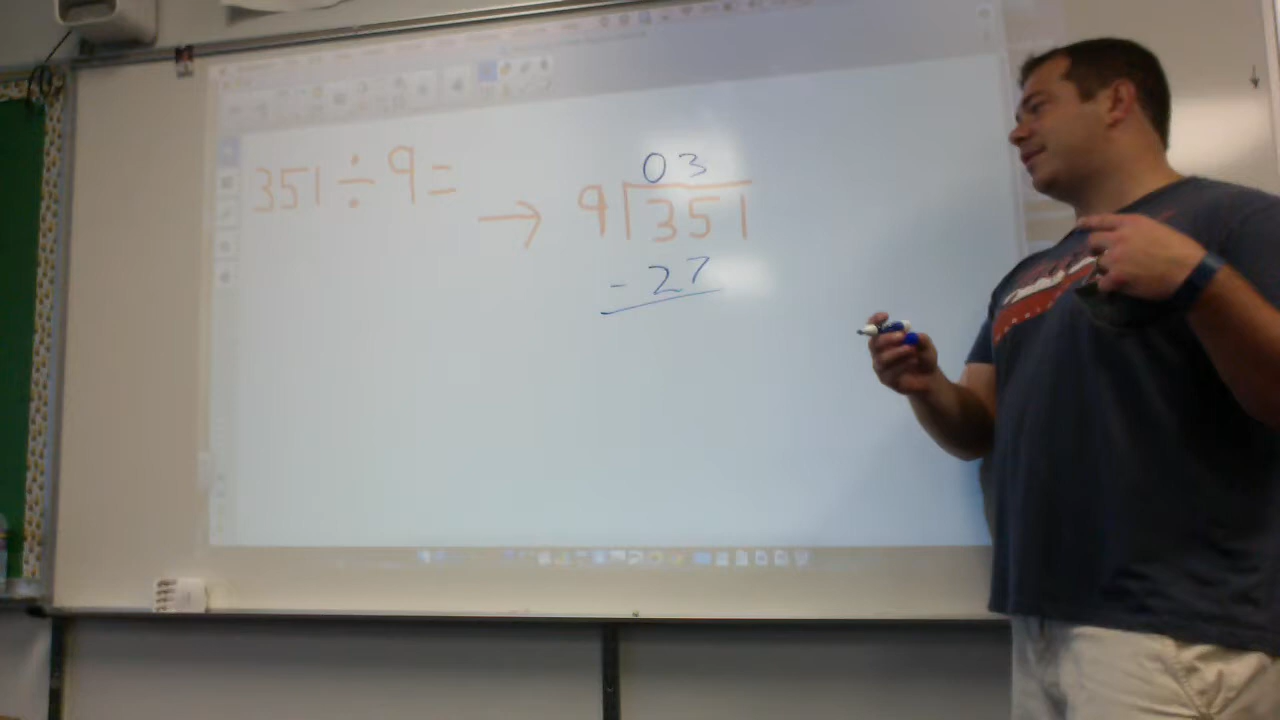 351 ÷ 9 =
→ 03
9 351
- 27